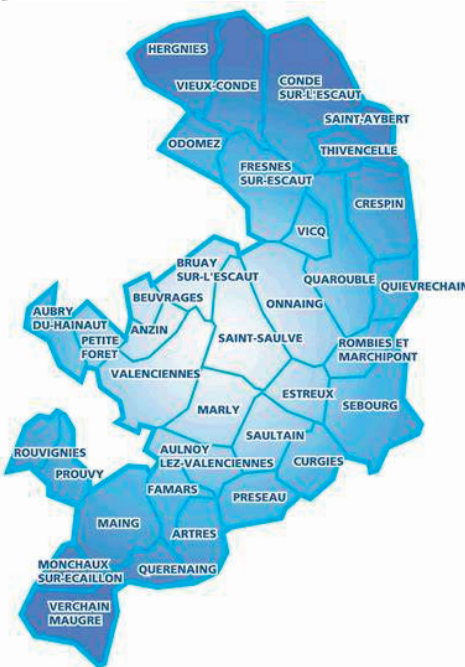 HERGNIES
VIEUX-CONDE
CONDE
SUR-L'ESCAUT
SAINT-AYBERT
ODOMEZ
THIVENCELLE
FRESNES
SUR-ESCAUT
CRESPIN
VICQ
BRUAY
SUR-L'ESCAUT
QUAROUBLE
QUIEVRECHAIN
BEUVRAGES
ONNAING
AUBRY
DU-HAINAUT
ANZIN
PETITE
FORET
SAINT-SAULVE
ROMBIES ET
MARCHIPONT
VALENCIENNES
ESTREUX
SEBOURG
MARLY
SAULTAIN
AULNOY
LEZ-VALENCIENNES
CURGIES
ROUVIGNIES
PROUVY
FAMARS
PRESEAU
MAING
ARTRES
MONCHAUX
SUR-ECAILLON
QUERENAING
VERCHAIN
MAUGRE